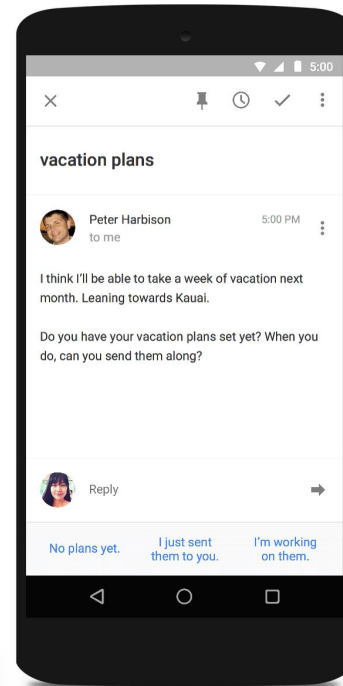 5:00
vacation plans
Peter Harbison
5:00 PM
to me
I think I'll be able to take a week of vacation next
month. Leaning towards Kauai.
Do you have your vacation plans set yet? When you
do, can you send them along?
Reply
No plans yet.
I just sent
them to you.
I'm working
on them.